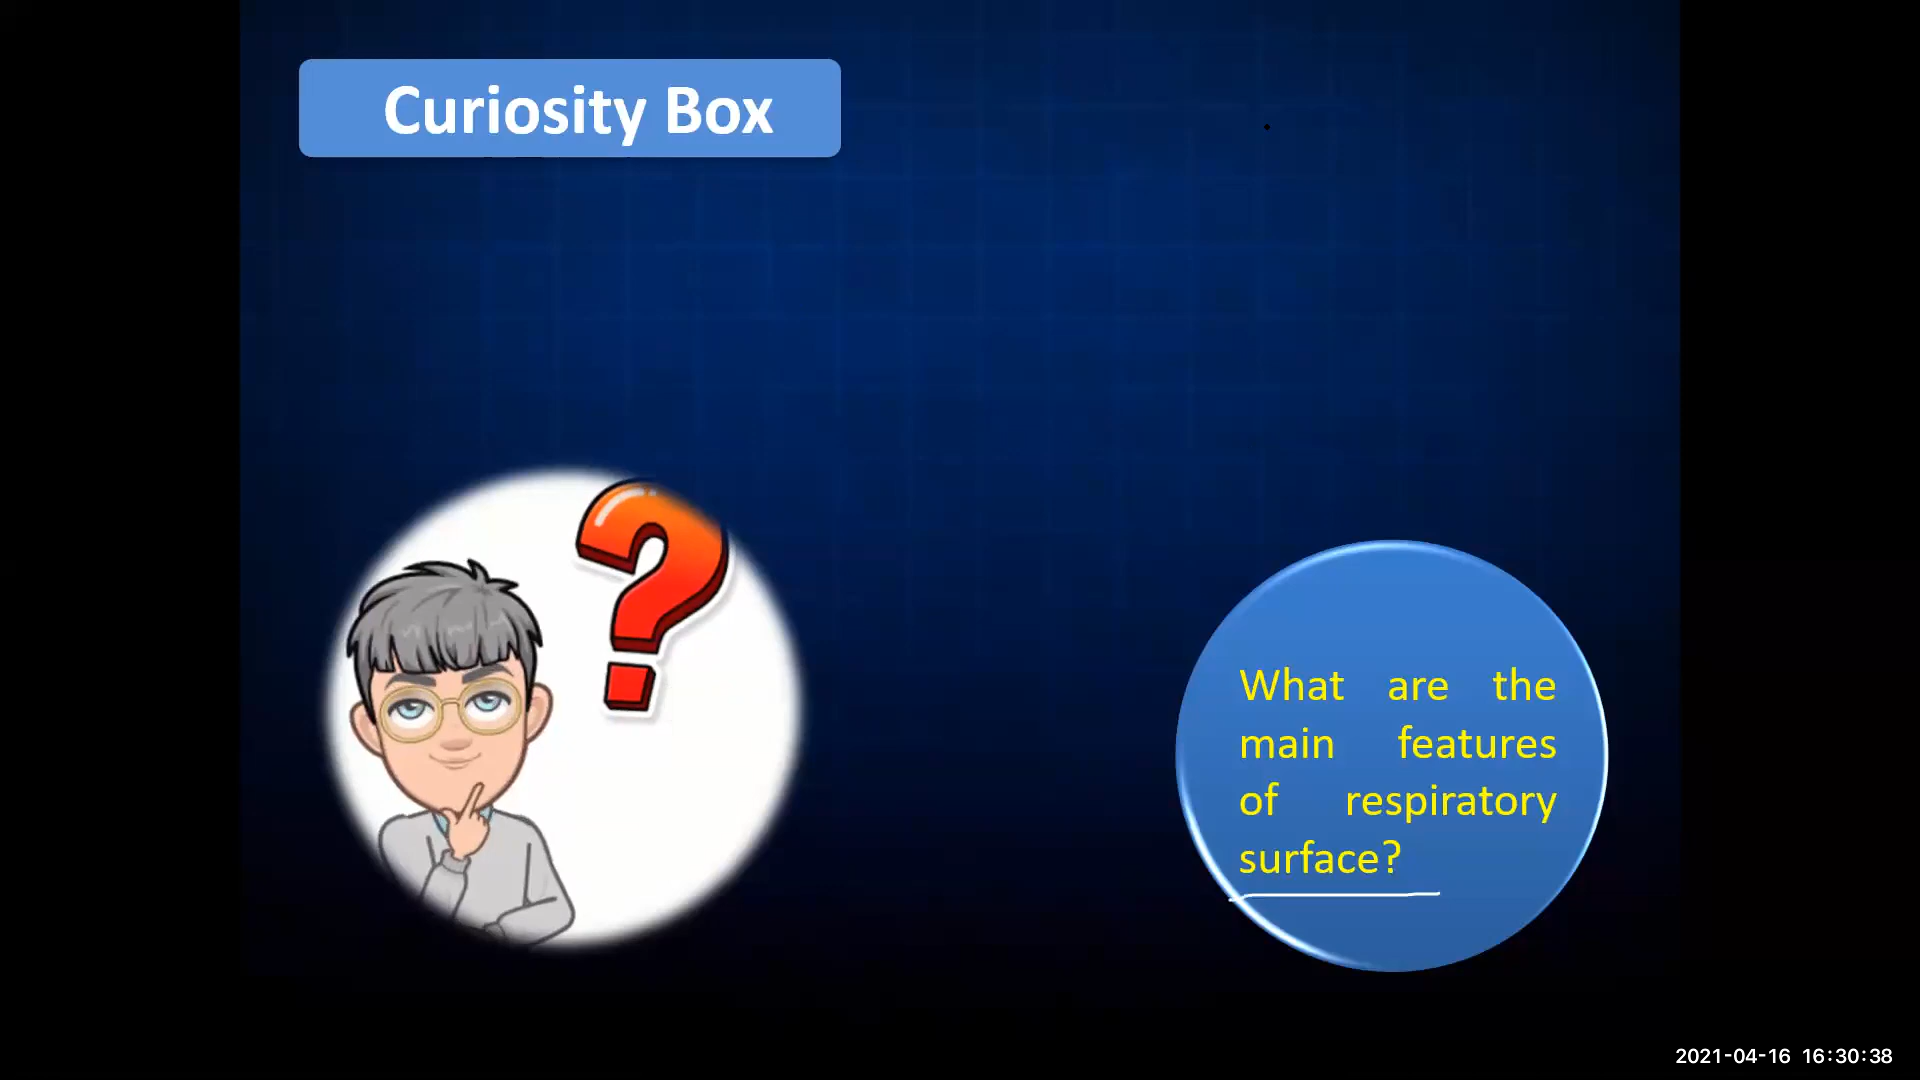 Curiosity Box
What are the
main features
of respiratory
surface?
2021-04-16 16:30:38